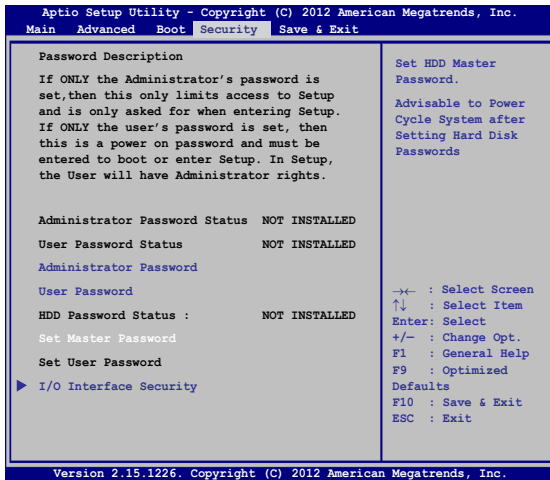 Aptio Setup Utility - Copyright (C) 2012 American Megatrends, Inc.
Main Advanced Boot Security Save & Exit
Password Description
If ONLY the Administrator's password is
set,then this only limits access to Setup
and is only asked for when entering Setup.
If ONLY the user's password is set, then
this is a power on password and must be
entered to boot or enter Setup. In Setup,
the User will have Administrator rights.
Administrator Password Status NOT INSTALLED
User Password Status NOT INSTALLED
Administrator Password
User Password
HDD Password Status : NOT INSTALLED
Set Master Password
Set User Password
I/O Interface Security
Set HDD Master
Password.
Advisable to Power
Cycle System after
Setting Hard Disk
Passwords
→← : Select Screen
↑↓ : Select Item
Enter: Select
+/— : Change Opt.
F1 : General Help
F9 : Optimized
Defaults
F10 : Save & Exit
ESC : Exit
Version 2.15.1226. Copyright (C) 2012 American Megatrends, Inc.